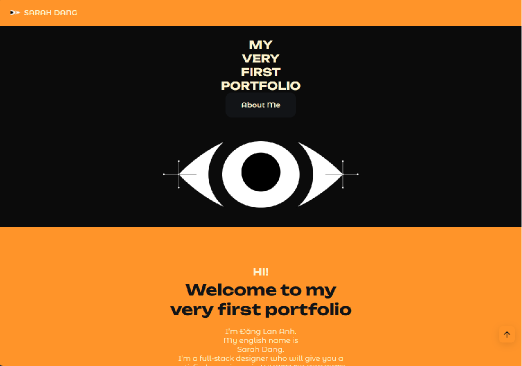 SARAH DANG
MY
VERY
FIRST
PORTFOLIO
About Me
HI!
Welcome to my
very first portfolio
I'm Đặng Lan Anh.
My english name is
Sarah Dang.
I'm a full-stack designer who will give you a